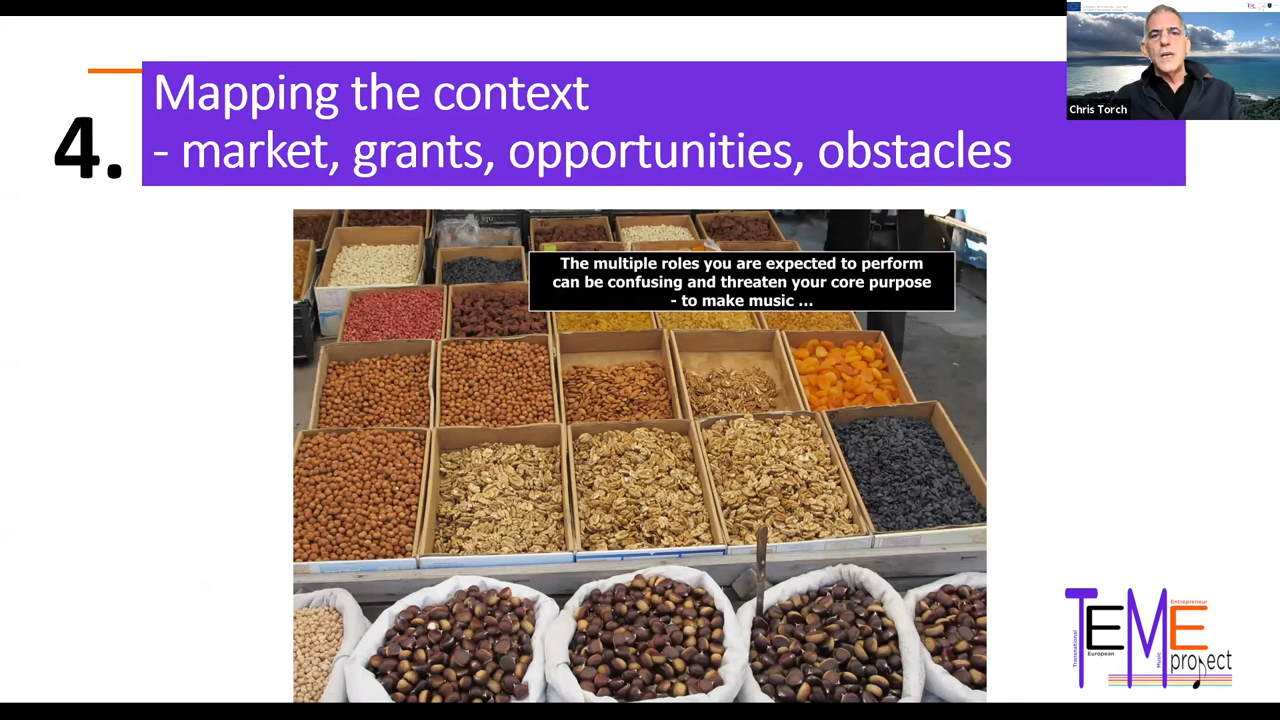 Mapping the context
4.
- market, grants, opportunities, obstacles
Chris Torch
The multiple roles you are expected to perform
can be confusing and threaten your core purpose
- to make music ...
TEME
Entrepreneur
Transnational
European
Music
project